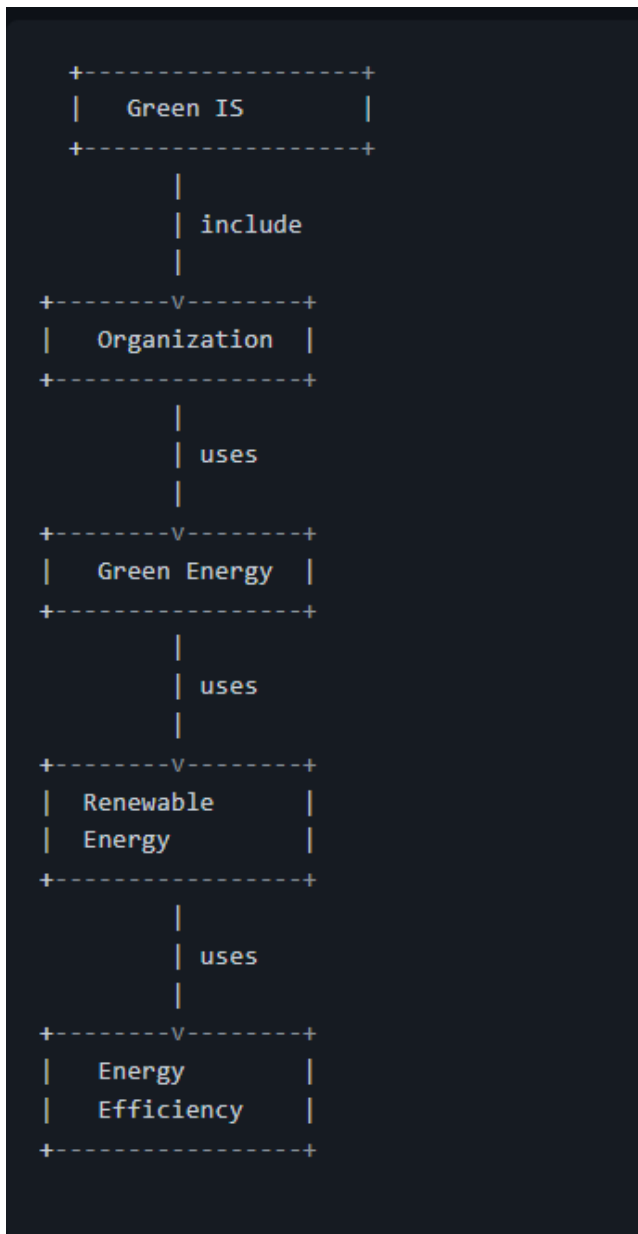 +-------------------+
| Green IS |
+-------------------+
|
| include
|
+--------v--------+
| Organization |
+-----------------+
|
| uses
|
+--------v--------+
| Green Energy |
+-----------------+
|
| uses
|
+--------v--------+
| Renewable |
| Energy |
+-----------------+
|
| uses
|
+--------v--------+
| Energy |
| Efficiency |
+-----------------+